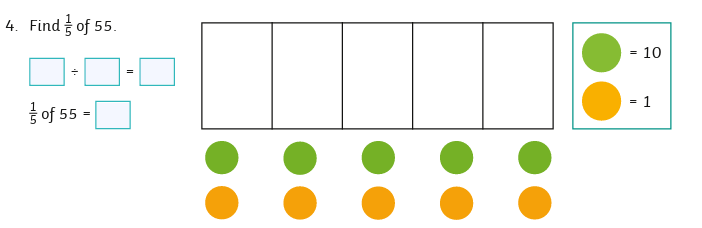 4. Find 1/5 of 55.
÷ =
1/5 of 55 =
= 10
= 1